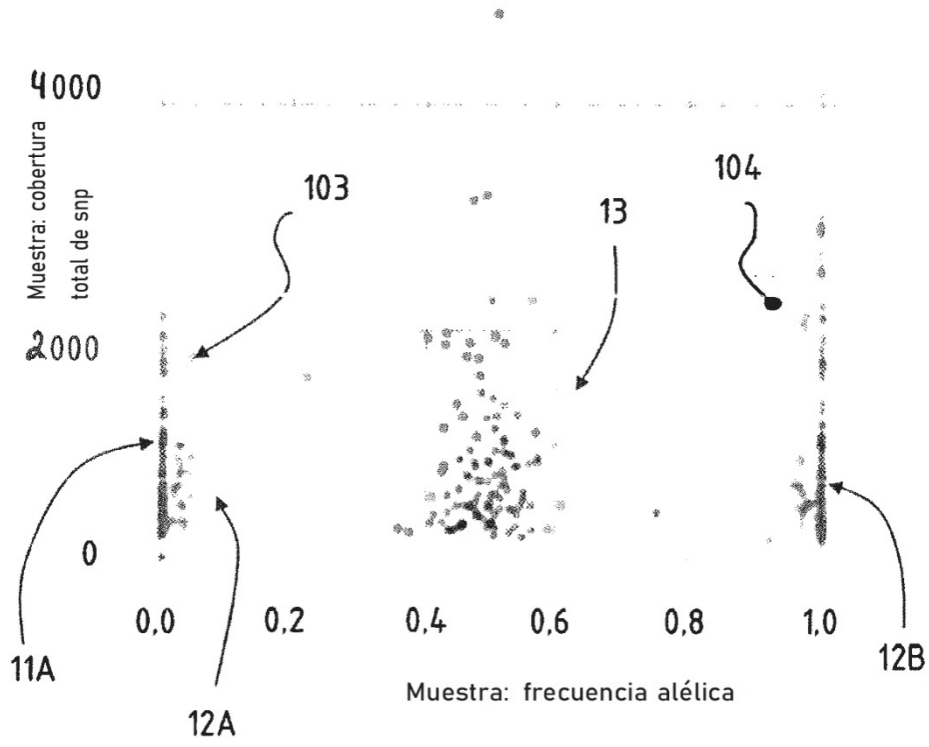 4000
Muestra: cobertura
total de snp
103
104
13
2000
0
0,0 0,2 0,4 0,6 0,8 1,0
11A
12B
12A
Muestra: frecuencia alélica